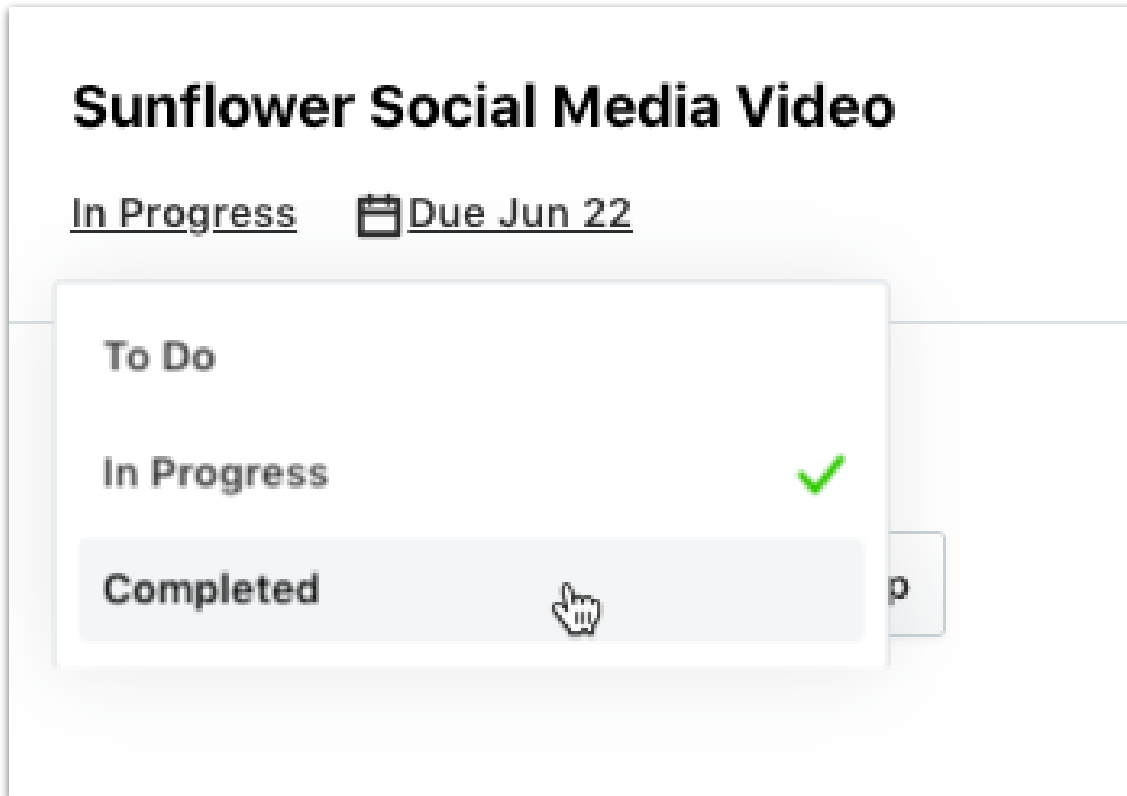 Sunflower Social Media Video
In Progress Due Jun 22
To Do
In Progress
Completed